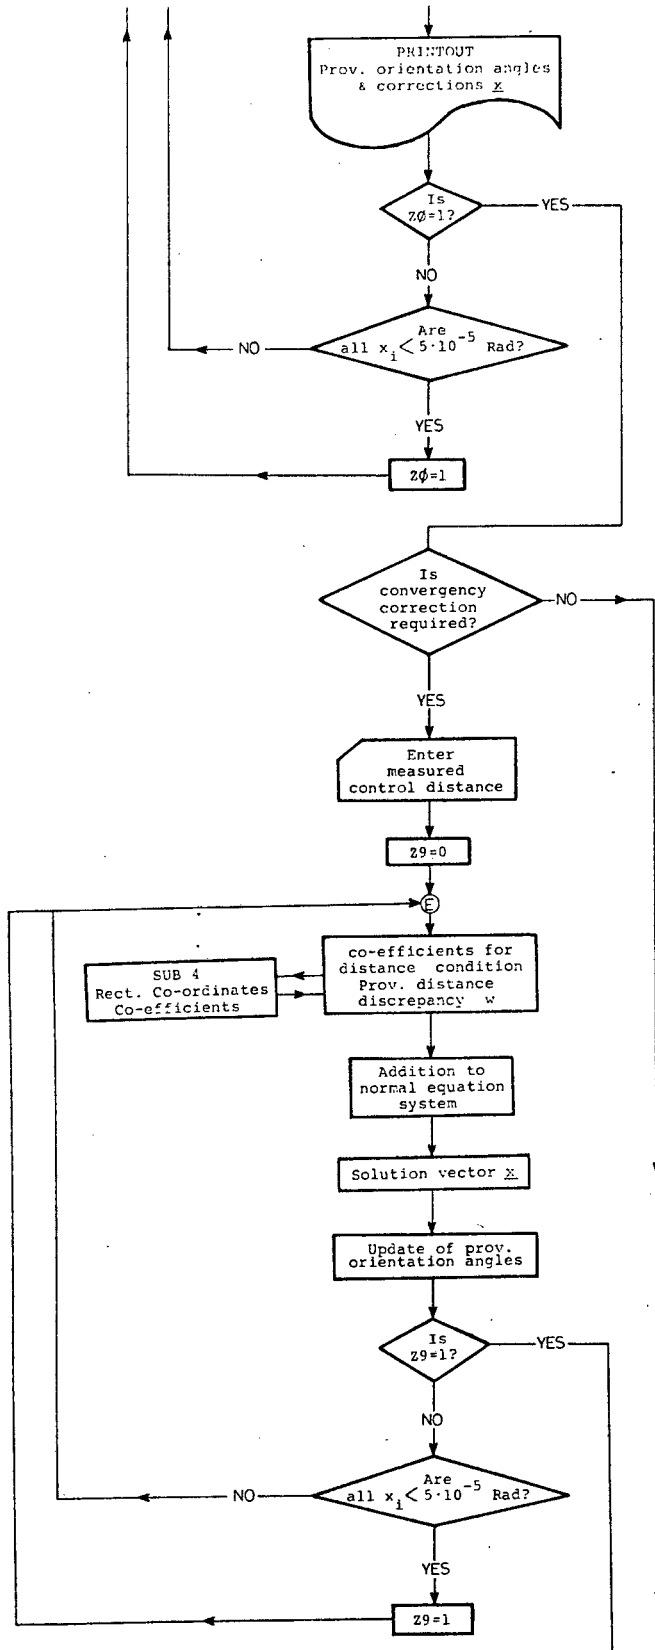 PRINTOUT
Prov. orientation angles
& corrections x
Is
ZØ=1?
YES
NO
Are
all x_i < 5·10^-5 Rad?
NO
YES
ZØ=1
Is
convergency
correction
required?
NO
YES
Enter
measured
control distance
Z9=0
E
co-efficients for
distance condition
Prov. distance
discrepancy w
SUB 4
Rect. Co-ordinates
Co-efficients
Addition to
normal equation
system
Solution vector x
Update of prov.
orientation angles
Is
Z9=1?
YES
NO
Are
all x_i < 5·10^-5 Rad?
NO
YES
Z9=1